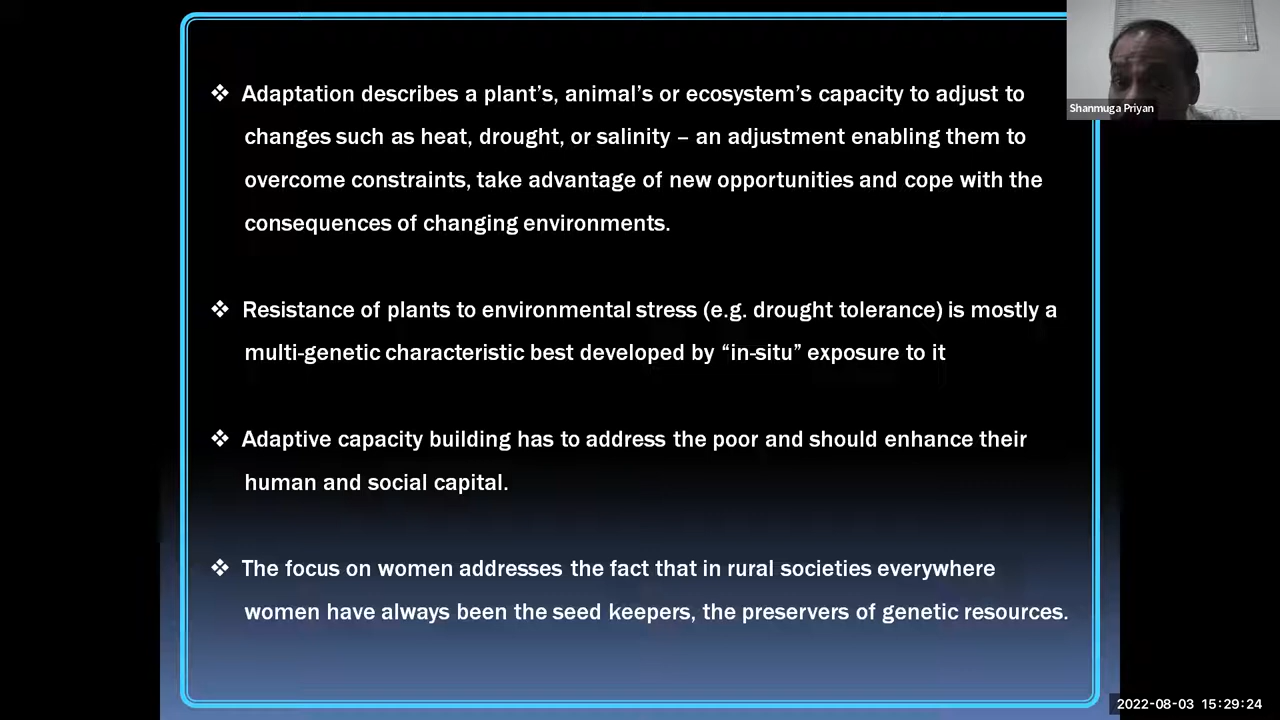 ❖ Adaptation describes a plant’s, animal’s or ecosystem’s capacity to adjust to
changes such as heat, drought, or salinity – an adjustment enabling them to
overcome constraints, take advantage of new opportunities and cope with the
consequences of changing environments.
❖ Resistance of plants to environmental stress (e.g. drought tolerance) is mostly a
multi-genetic characteristic best developed by “in-situ” exposure to it
❖ Adaptive capacity building has to address the poor and should enhance their
human and social capital.
❖ The focus on women addresses the fact that in rural societies everywhere
women have always been the seed keepers, the preservers of genetic resources.
Shanmuga Priyan
2022-08-03 15:29:24